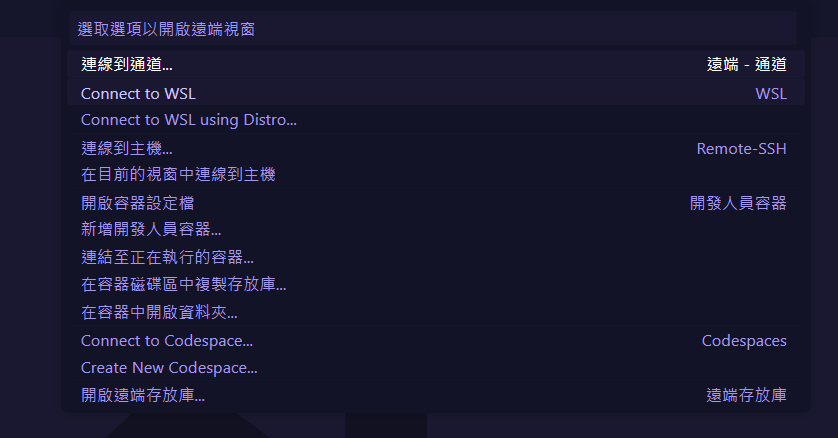 選取選項以開啟遠端視窗
連線到通道... 遠端 - 通道
Connect to WSL WSL
Connect to WSL using Distro...
連線到主機... Remote-SSH
在目前的視窗中連線到主機
開啟容器設定檔 開發人員容器
新增開發人員容器...
連結至正在執行的容器...
在容器磁碟區中複製存放庫...
在容器中開啟資料夾...
Connect to Codespace... Codespaces
Create New Codespace...
開啟遠端存放庫... 遠端存放庫